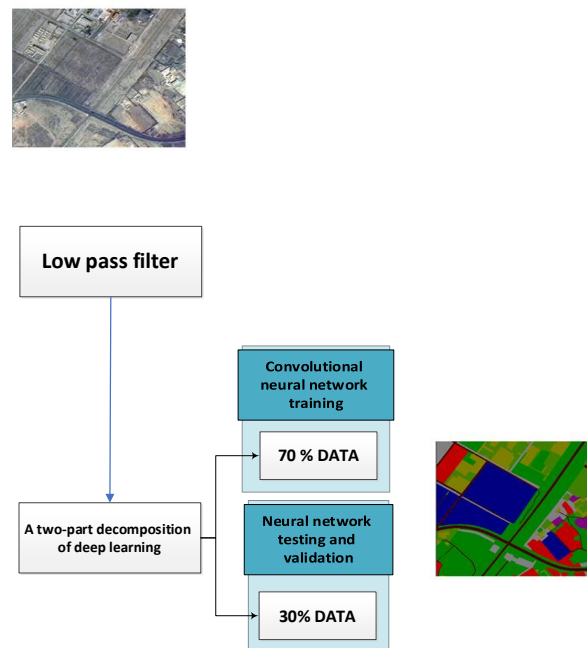 Low pass filter
Convolutional
neural network
training
70 % DATA
A two-part decomposition
of deep learning
Neural network
testing and
validation
30% DATA